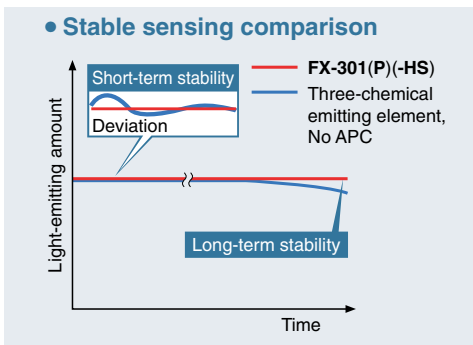 ● Stable sensing comparison
Short-term stability
Deviation
FX-301(P)(-HS)
Three-chemical
emitting element,
No APC
Light-emitting amount
Long-term stability
Time